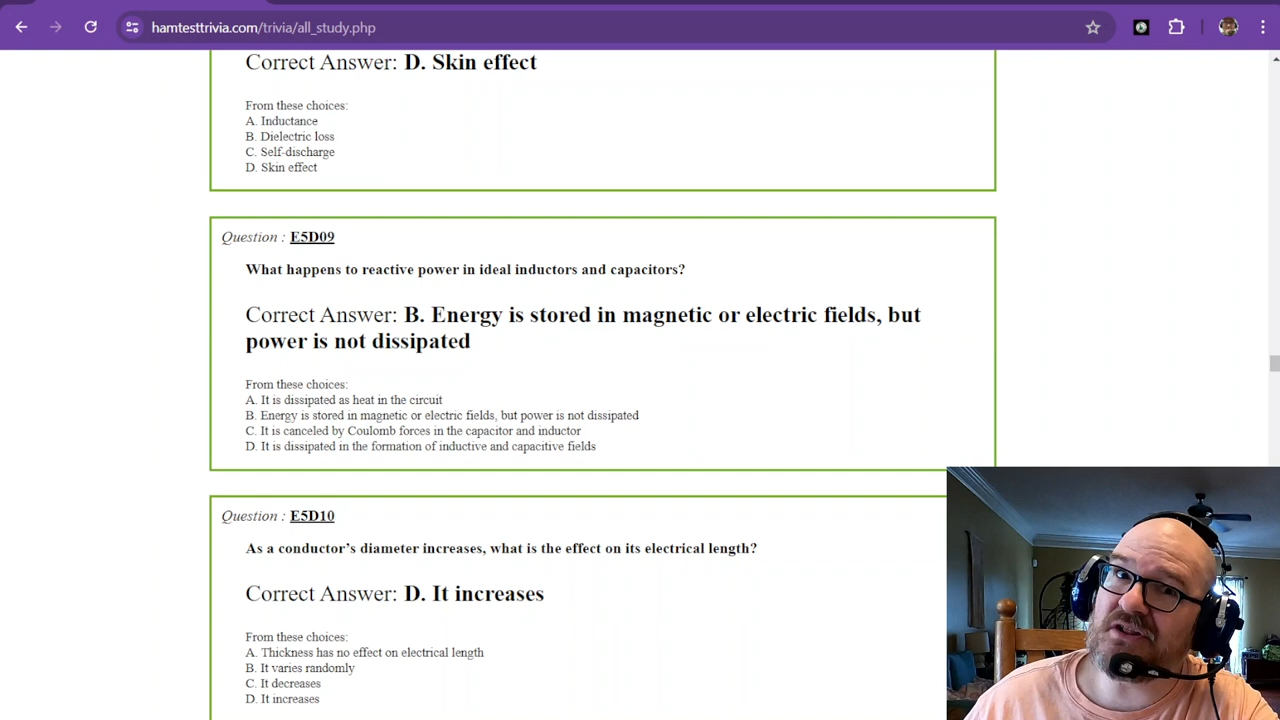 hamtesttrivia.com/trivia/all_study.php
Correct Answer: D. Skin effect
From these choices:
A. Inductance
B. Dielectric loss
C. Self-discharge
D. Skin effect
Question : E5D09
What happens to reactive power in ideal inductors and capacitors?
Correct Answer: B. Energy is stored in magnetic or electric fields, but
power is not dissipated
From these choices:
A. It is dissipated as heat in the circuit
B. Energy is stored in magnetic or electric fields, but power is not dissipated
C. It is canceled by Coulomb forces in the capacitor and inductor
D. It is dissipated in the formation of inductive and capacitive fields
Question : E5D10
As a conductor’s diameter increases, what is the effect on its electrical length?
Correct Answer: D. It increases
From these choices:
A. Thickness has no effect on electrical length
B. It varies randomly
C. It decreases
D. It increases